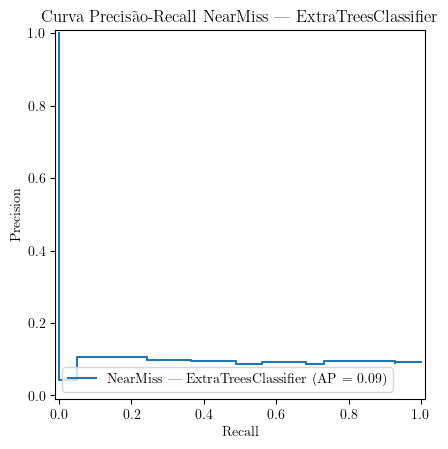 Curva Precisão-Recall NearMiss — ExtraTreesClassifier
1.0
0.8
0.6
0.4
0.2
0.0
Precision
NearMiss — ExtraTreesClassifier (AP = 0.09)
0.0 0.2 0.4 0.6 0.8 1.0
Recall